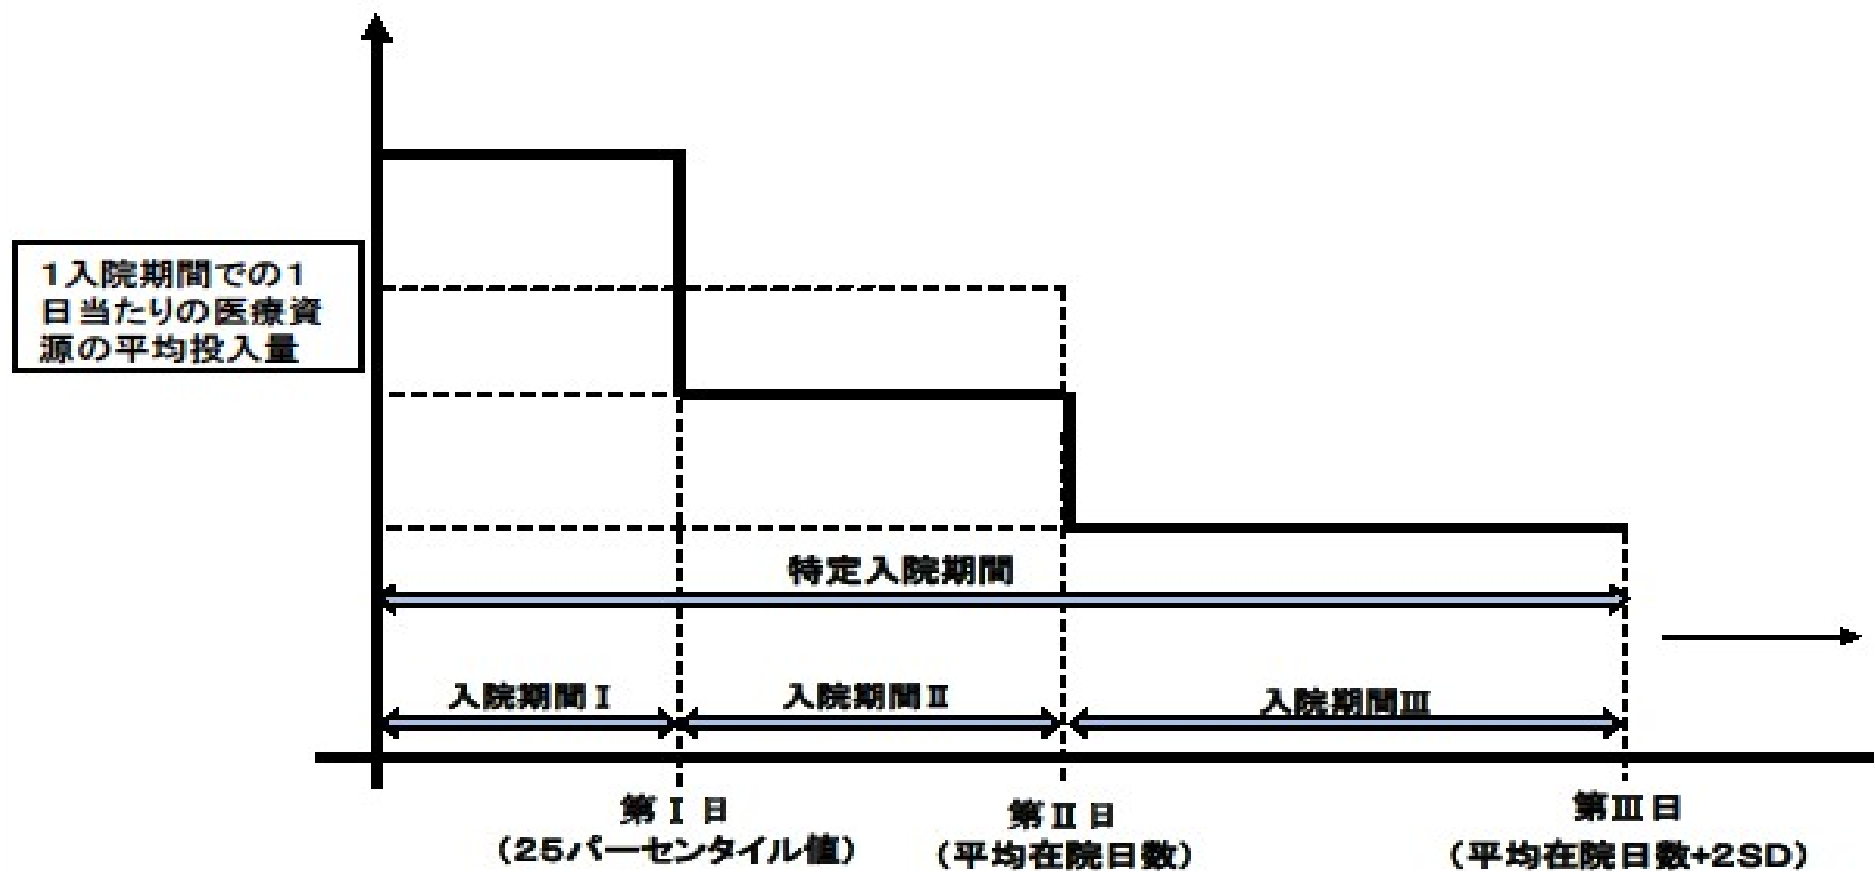 1入院期間での1
日当たりの医療資
源の平均投入量
特定入院期間
入院期間Ⅰ
入院期間Ⅱ
入院期間Ⅲ
第Ⅰ日
(25パーセンタイル値)
第Ⅱ日
(平均在院日数)
第Ⅲ日
(平均在院日数+2SD)